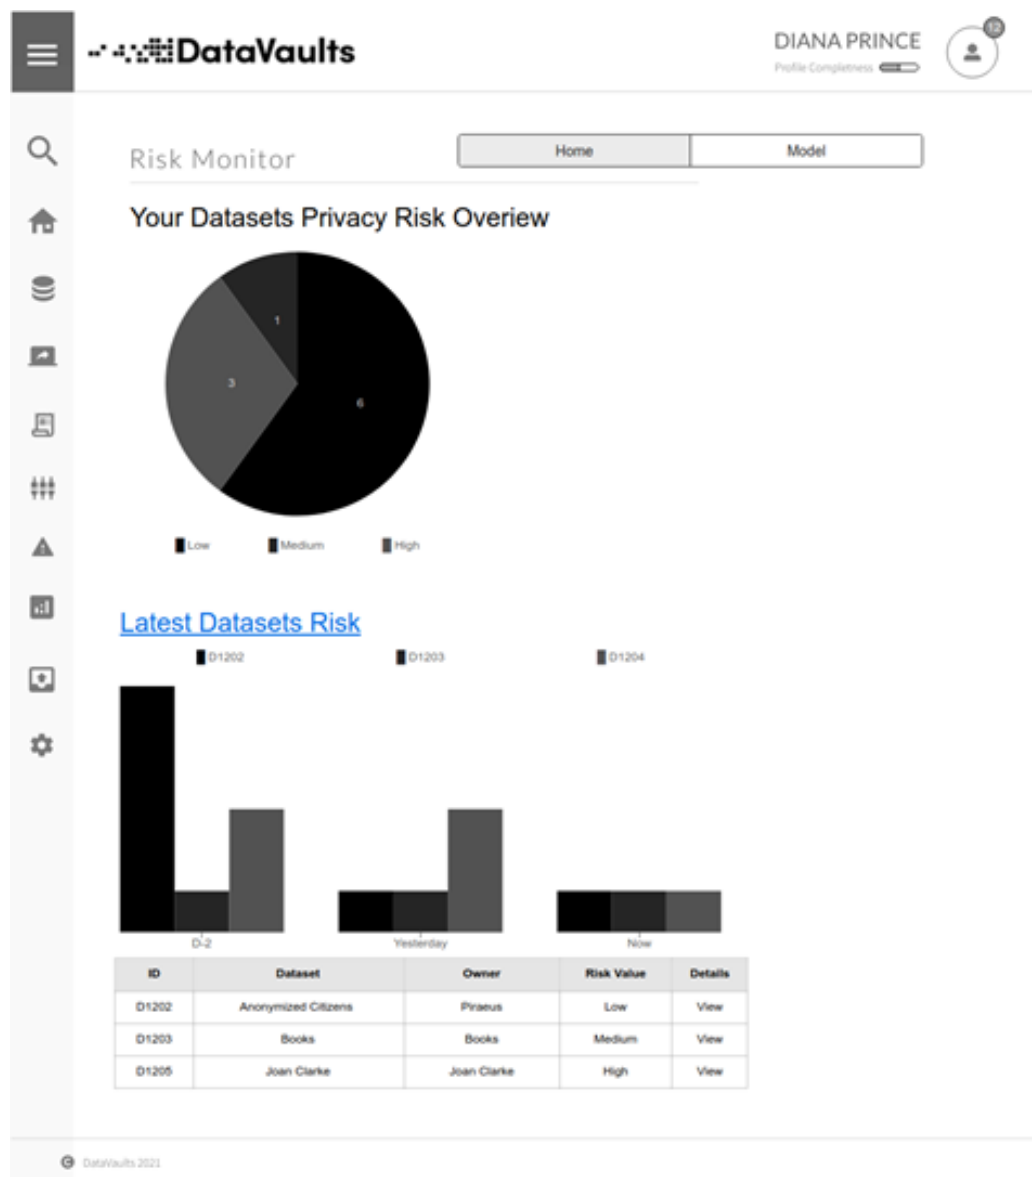 DataVaults
DIANA PRINCE
12
Profile Completness
Risk Monitor
Home
Model
Your Datasets Privacy Risk Overiew
1
3
6
Low
Medium
High
Latest Datasets Risk
D1202
D1203
D1204
D-2
Yesterday
Now
ID Dataset Owner Risk Value Details
D1202 Anonymized Citizens Piraeus Low View
D1203 Books Books Medium View
D1205 Joan Clarke Joan Clarke High View
DataVaults 2021